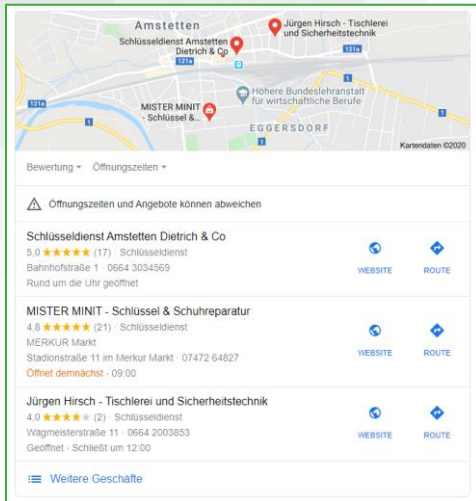 Amstetten
Jürgen Hirsch - Tischlerei
und Sicherheitstechnik
Schlüsseldienst Amstetten
Dietrich & Co
121a
121a
121a
Höhere Bundeslehranstalt
für wirtschaftliche Berufe
MISTER MINIT
- Schlüssel &...
1
1
1
EGGERSDORF
Kartendaten ©2020
Bewertung Öffnungszeiten
Öffnungszeiten und Angebote können abweichen
Schlüsseldienst Amstetten Dietrich & Co
5,0 ★★★★★ (17) · Schlüsseldienst
Bahnhofstraße 1 · 0664 3034569
Rund um die Uhr geöffnet
WEBSITE ROUTE
MISTER MINIT - Schlüssel & Schuhreparatur
4,8 ★★★★★ (21) · Schlüsseldienst
MERKUR Markt
Stadionstraße 11 im Merkur Markt · 07472 64827
Öffnet demnächst · 09:00
WEBSITE ROUTE
Jürgen Hirsch - Tischlerei und Sicherheitstechnik
4,0 ★★★★★ (2) · Schlüsseldienst
Wagmeisterstraße 11 · 0664 2003853
Geöffnet · Schließt um 12:00
WEBSITE ROUTE
Weitere Geschäfte